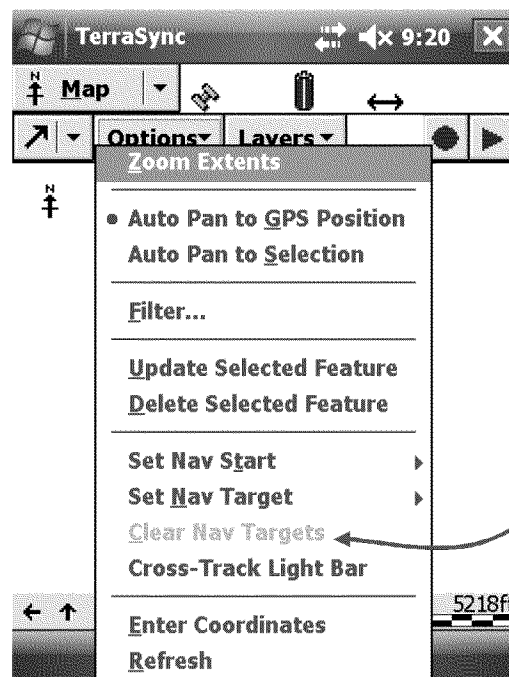 TerraSync
9:20
N
Map
Options
Layers
Zoom Extents
N
Auto Pan to GPS Position
Auto Pan to Selection
Filter...
Update Selected Feature
Delete Selected Feature
Set Nav Start
Set Nav Target
Clear Nav Targets
Cross-Track Light Bar
5218ft
Enter Coordinates
Refresh